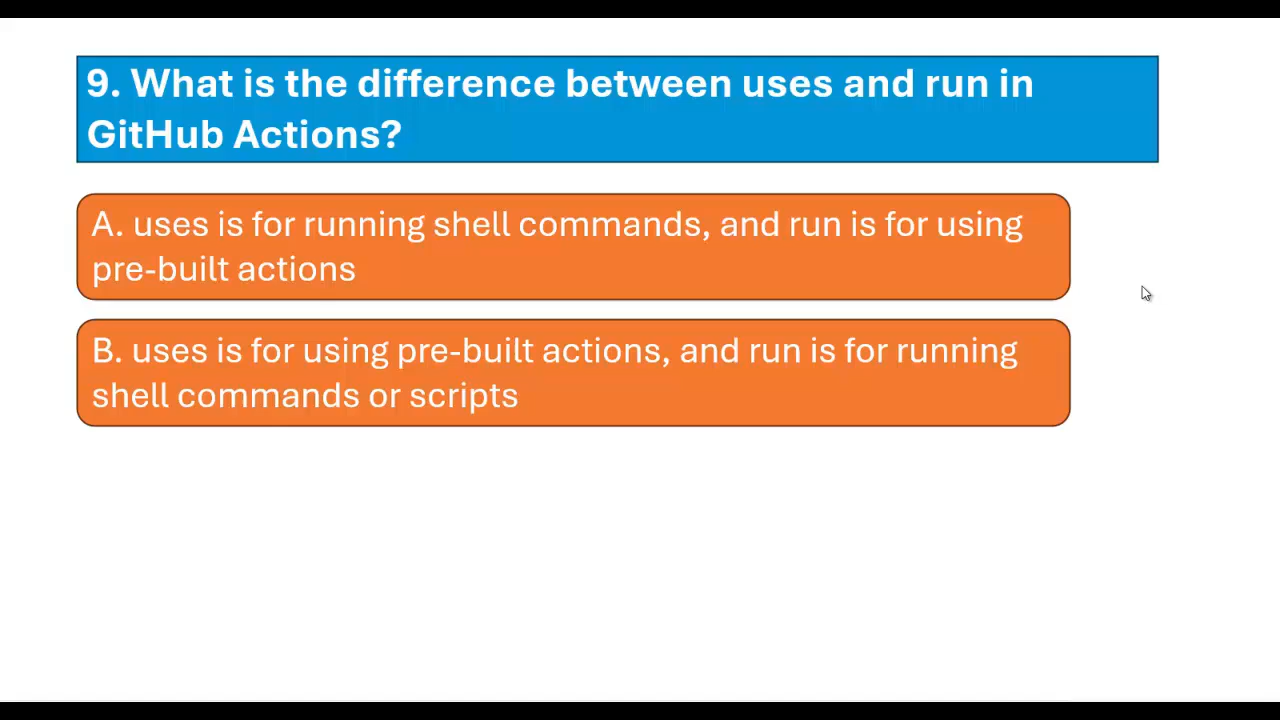 9. What is the difference between uses and run in
GitHub Actions?
A. uses is for running shell commands, and run is for using
pre-built actions
B. uses is for using pre-built actions, and run is for running
shell commands or scripts